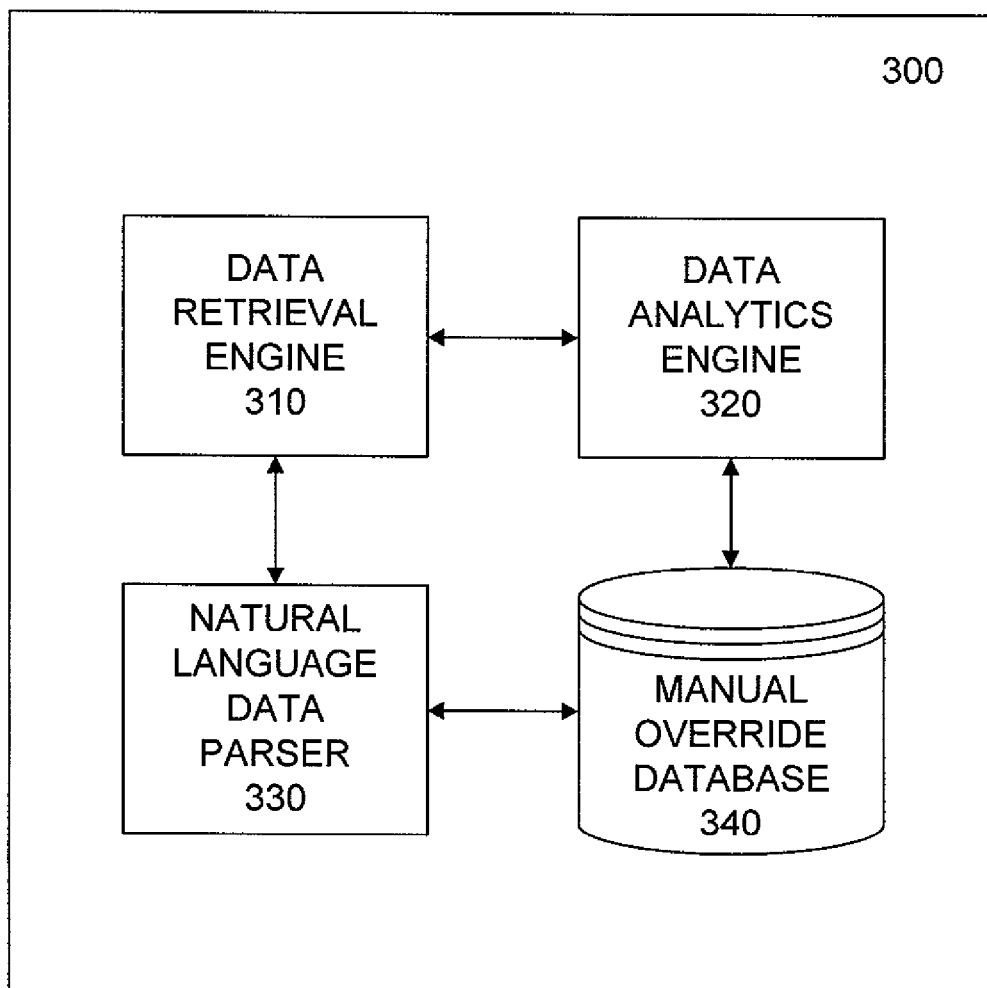 300
DATA
RETRIEVAL
ENGINE
310
DATA
ANALYTICS
ENGINE
320
NATURAL
LANGUAGE
DATA
PARSER
330
MANUAL
OVERRIDE
DATABASE
340